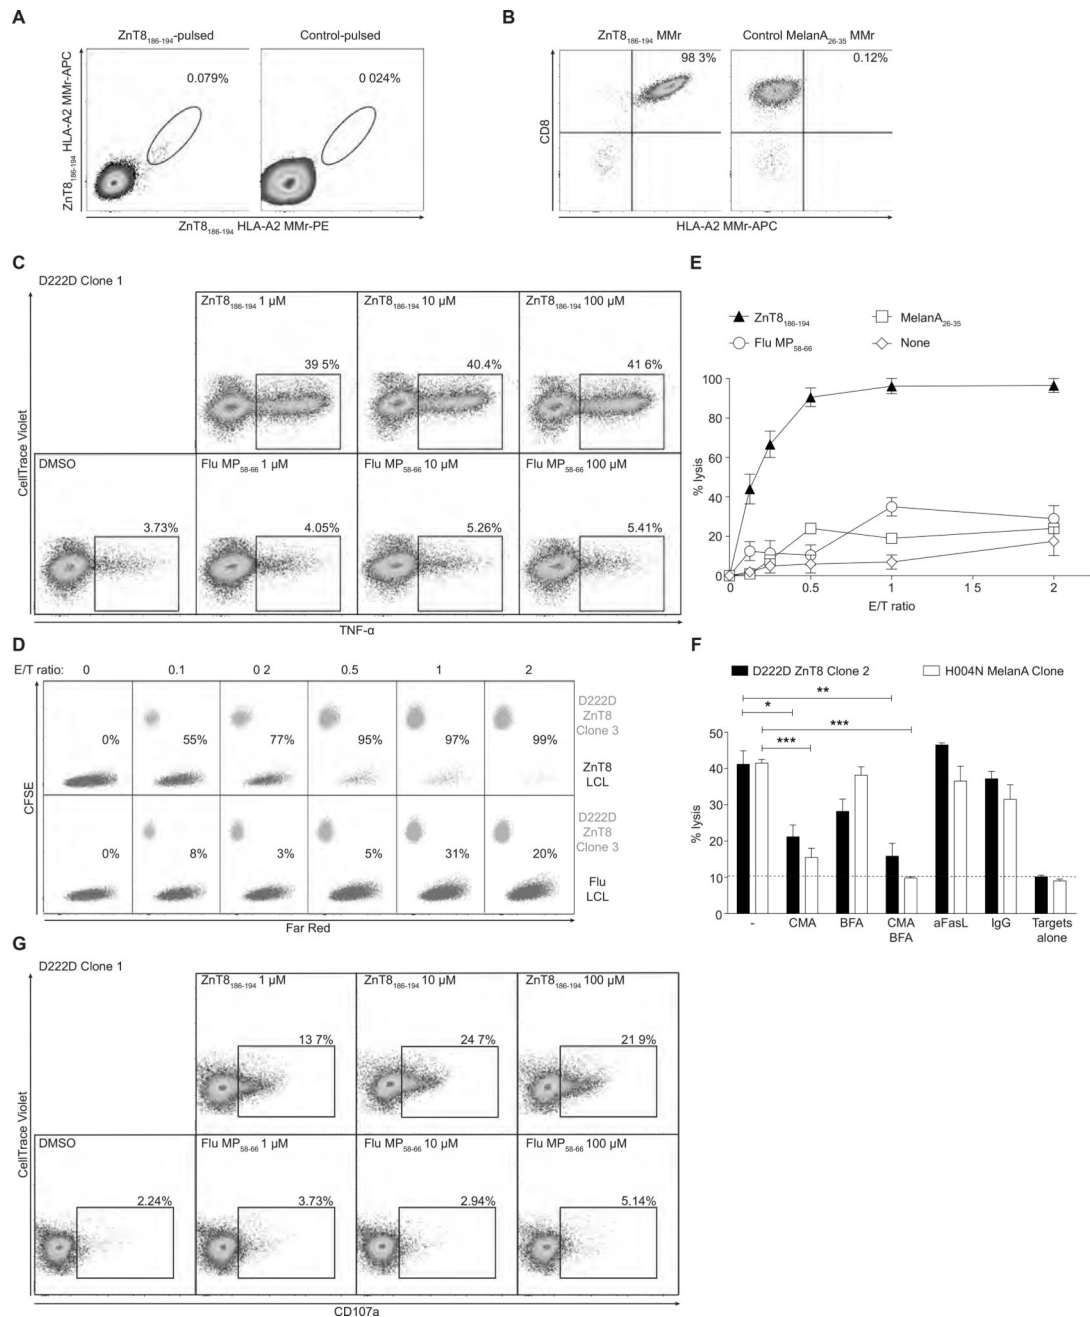 A
ZnT8186-194-pulsed
Control-pulsed
ZnT8186-194 HLA-A2 MMr-APC
0.079%
0 024%
ZnT8186-194 HLA-A2 MMr-PE
B
ZnT8186-194 MMr
Control MelanA26-35 MMr
CD8
98 3%
0.12%
HLA-A2 MMr-APC
C
D222D Clone 1
CellTrace Violet
ZnT8186-194 1 µM
ZnT8186-194 10 µM
ZnT8186-194 100 µM
39 5%
40.4%
41 6%
DMSO
Flu MP58-66 1 µM
Flu MP58-66 10 µM
Flu MP58-66 100 µM
3.73%
4.05%
5.26%
5.41%
TNF-α
E
ZnT8186-194
MelanA26-35
Flu MP58-66
None
% lysis
100
80
60
40
20
0
0 0.5 1 1 5 2
E/T ratio
D
E/T ratio: 0 0.1 0 2 0.5 1 2
CFSE
0% 55% 77% 95% 97% 99%
D222D
ZnT8
Clone 3
ZnT8
LCL
0% 8% 3% 5% 31% 20%
D222D
ZnT8
Clone 3
Flu
LCL
Far Red
F
D222D ZnT8 Clone 2
H004N MelanA Clone
**
*
***
***
% lysis
50
40
30
20
10
0
- CMA BFA CMA BFA aFasL IgG Targets alone
G
D222D Clone 1
CellTrace Violet
ZnT8186-194 1 µM
ZnT8186-194 10 µM
ZnT8186-194 100 µM
13 7%
24 7%
21 9%
DMSO
Flu MP58-66 1 µM
Flu MP58-66 10 µM
Flu MP58-66 100 µM
2.24%
3.73%
2.94%
5.14%
CD107a